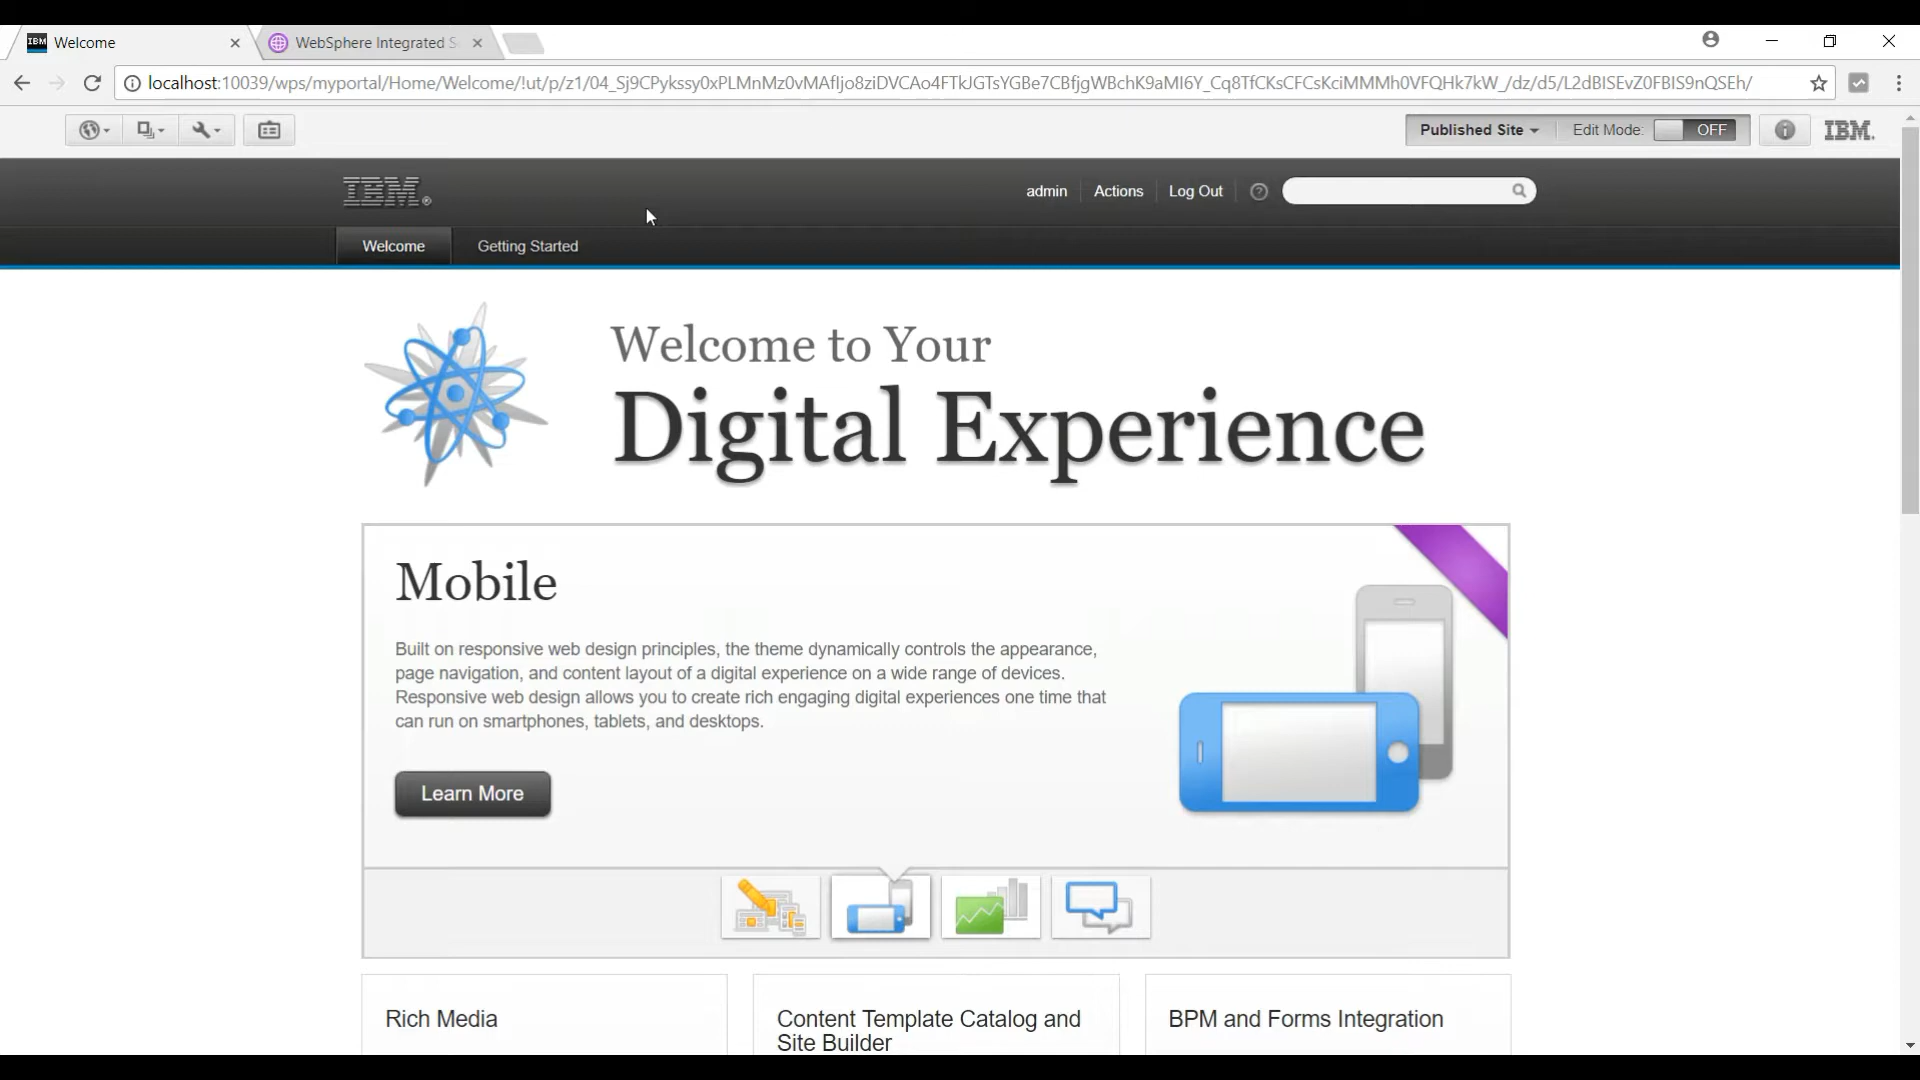 IBM Welcome
WebSphere Integrated S
localhost:10039/wps/myportal/Home/Welcome/!ut/p/z1/
Published Site
Edit Mode: OFF
IBM.
IBM®
admin Actions Log Out ?
Welcome Getting Started
Welcome to Your
Digital Experience
Mobile
Built on responsive web design principles, the theme dynamically controls the appearance,
page navigation, and content layout of a digital experience on a wide range of devices.
Responsive web design allows you to create rich engaging digital experiences one time that
can run on smartphones, tablets, and desktops.
Learn More
Rich Media
Content Template Catalog and
Site Builder
BPM and Forms Integration